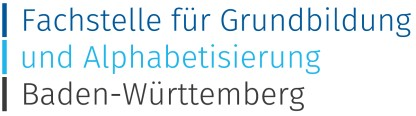 Fachstelle für Grundbildung
und Alphabetisierung
Baden-Württemberg